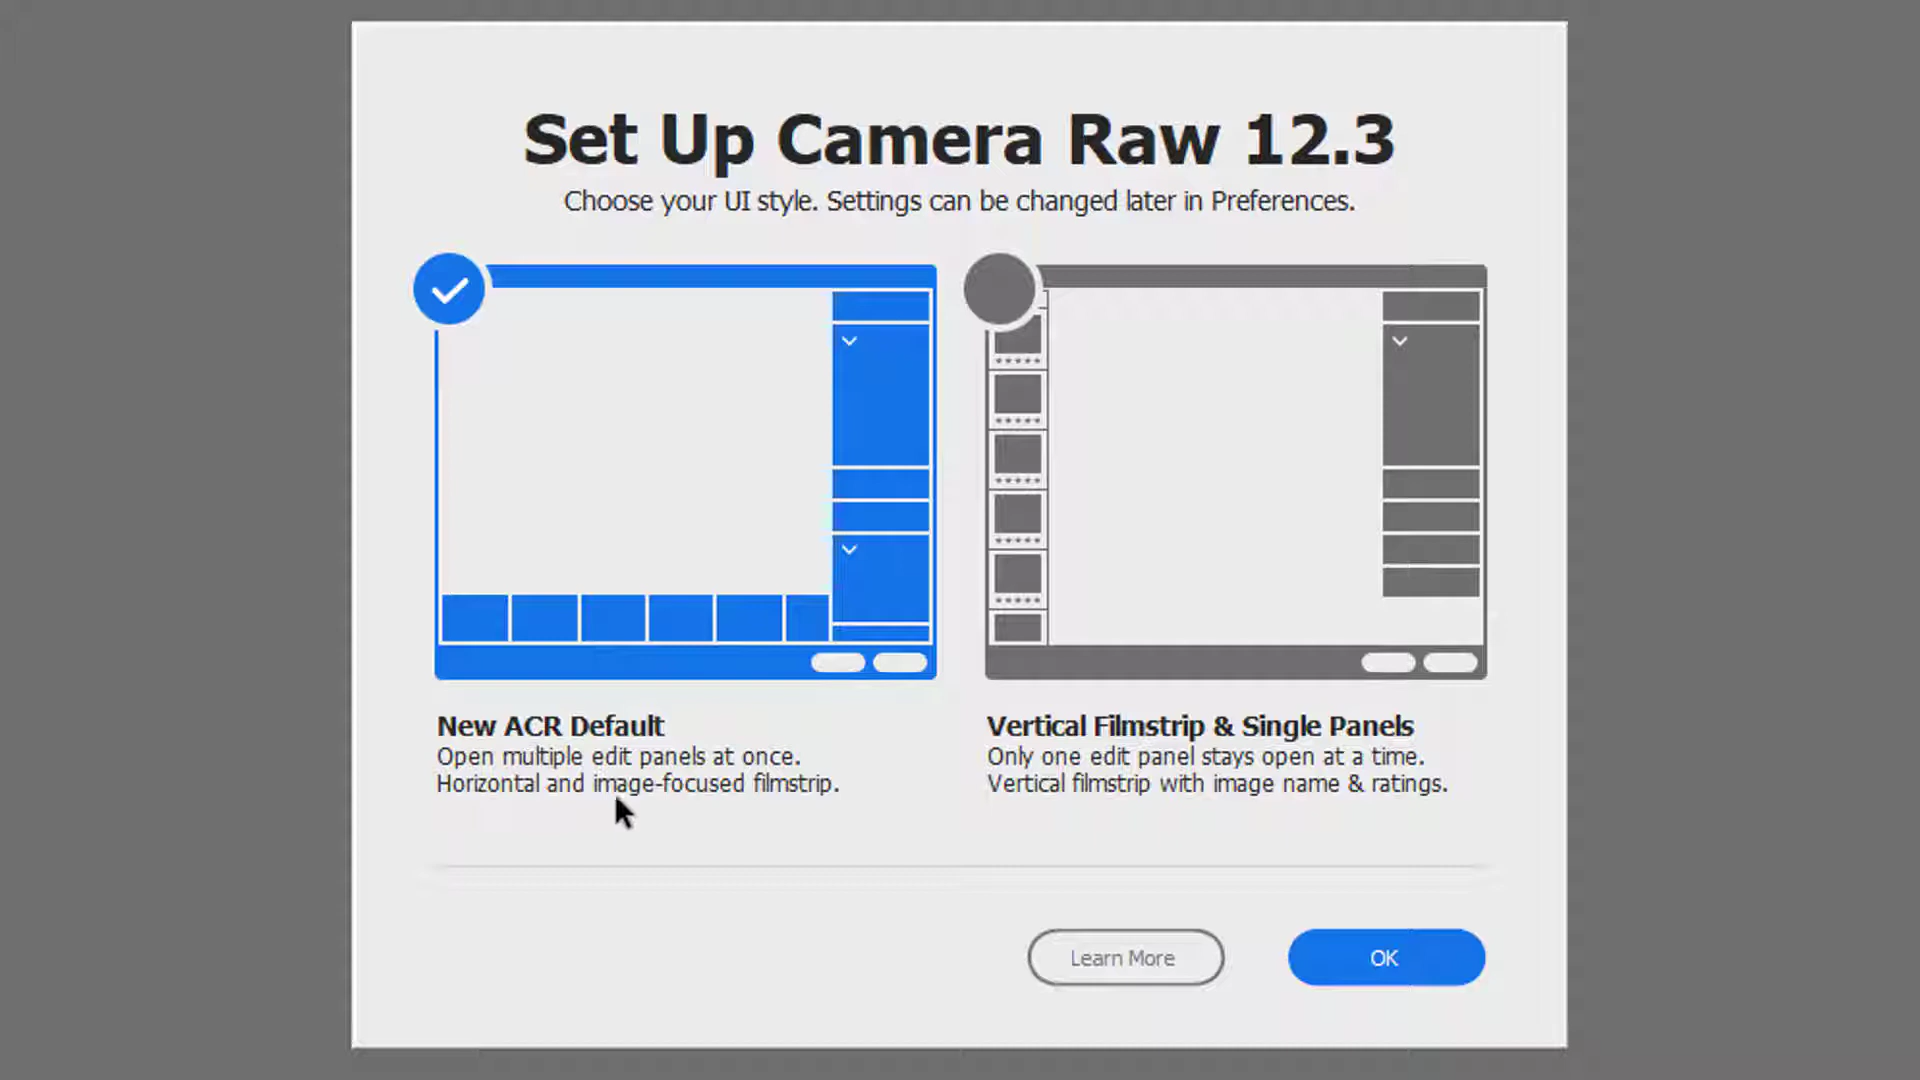 Set Up Camera Raw 12.3
Choose your UI style. Settings can be changed later in Preferences.
New ACR Default
Open multiple edit panels at once.
Horizontal and image-focused filmstrip.
Vertical Filmstrip & Single Panels
Only one edit panel stays open at a time.
Vertical filmstrip with image name & ratings.
Learn More
OK